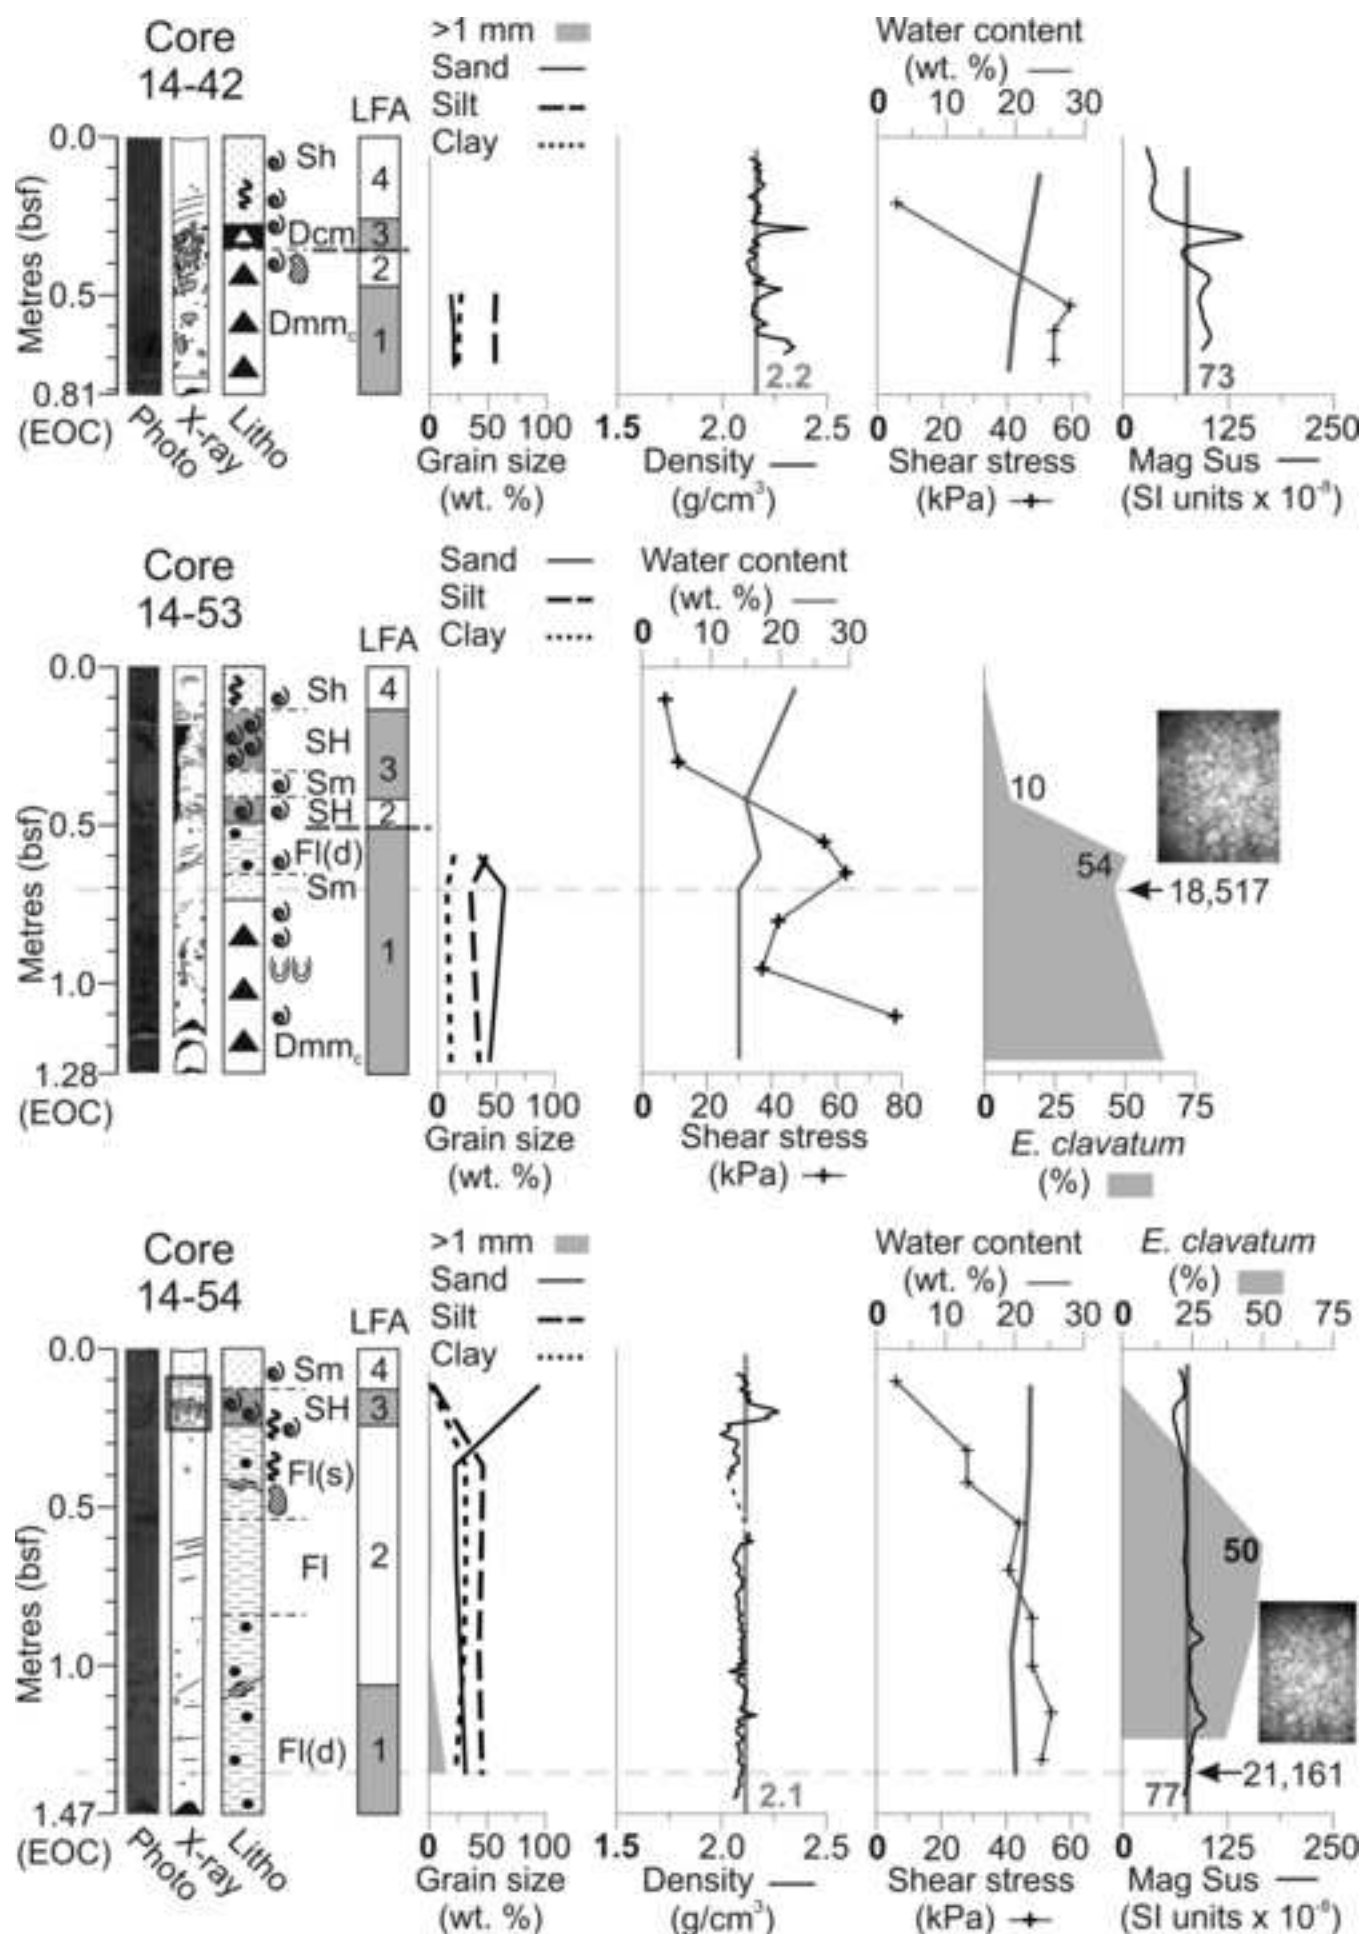 Core
14-42
LFA
>1 mm
Sand
Silt
Clay
Water content
(wt. %)
0 10 20 30
0.0
0.5
0.81
(EOC)
Metres (bsf)
Sh
Dcm
Dmmc
4
3
2
1
Photo
X-ray
Litho
0 50 100
Grain size
(wt. %)
2.2
1.5 2.0 2.5
Density
(g/cm³)
0 20 40 60
Shear stress
(kPa)
73
0 125 250
Mag Sus
(SI units x 10⁻⁸)
Core
14-53
LFA
Sand
Silt
Clay
Water content
(wt. %)
0 10 20 30
0.0
0.5
1.0
1.28
(EOC)
Metres (bsf)
Sh
SH
Sm
SH
Fl(d)
Sm
Dmmc
4
3
2
1
0 50 100
Grain size
(wt. %)
0 20 40 60 80
Shear stress
(kPa)
10
54
18,517
0 25 50 75
E. clavatum
(%)
Core
14-54
LFA
>1 mm
Sand
Silt
Clay
Water content
(wt. %)
0 10 20 30
E. clavatum
(%)
0 25 50 75
0.0
0.5
1.0
1.47
(EOC)
Metres (bsf)
Sm
SH
Fl(s)
Fl
Fl(d)
4
3
2
1
Photo
X-ray
Litho
0 50 100
Grain size
(wt. %)
2.1
1.5 2.0 2.5
Density
(g/cm³)
0 20 40 60
Shear stress
(kPa)
50
21,161
77
0 125 250
Mag Sus
(SI units x 10⁻⁸)